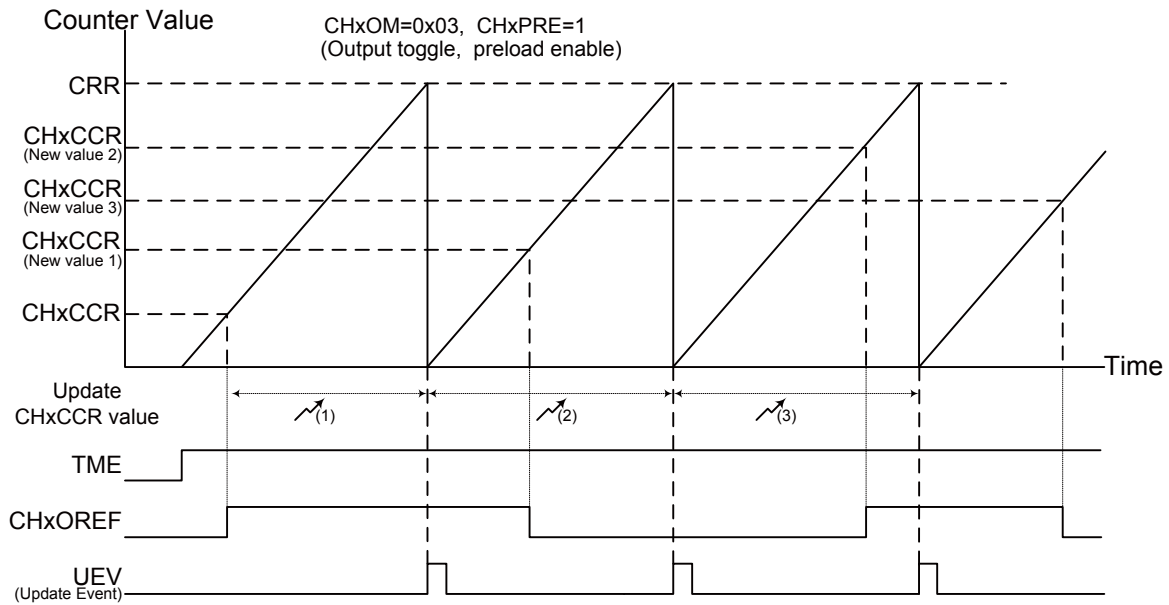 Counter Value
CHxOM=0x03, CHxPRE=1
(Output toggle, preload enable)
CRR
CHxCCR
(New value 2)
CHxCCR
(New value 3)
CHxCCR
(New value 1)
CHxCCR
Time
Update
CHxCCR value
(1)
(2)
(3)
TME
CHxOREF
UEV
(Update Event)